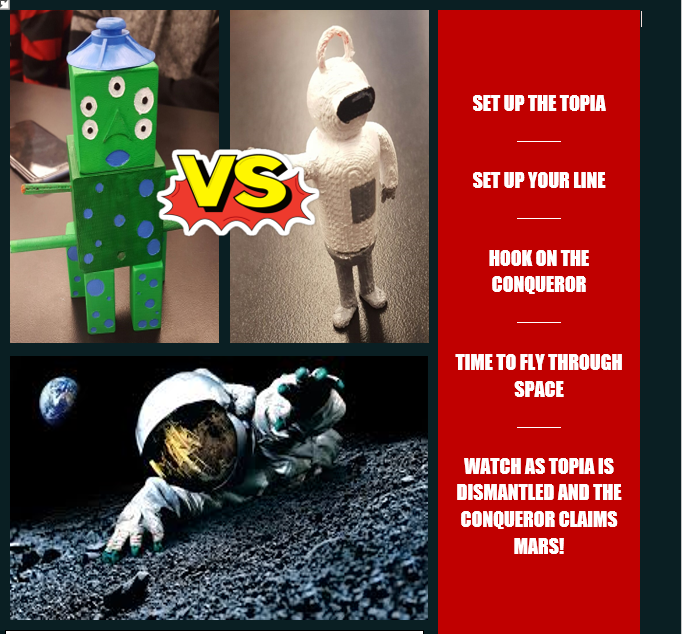 VS
SET UP THE TOPIA
SET UP YOUR LINE
HOOK ON THE
CONQUEROR
TIME TO FLY THROUGH
SPACE
WATCH AS TOPIA IS
DISMANTLED AND THE
CONQUEROR CLAIMS
MARS!